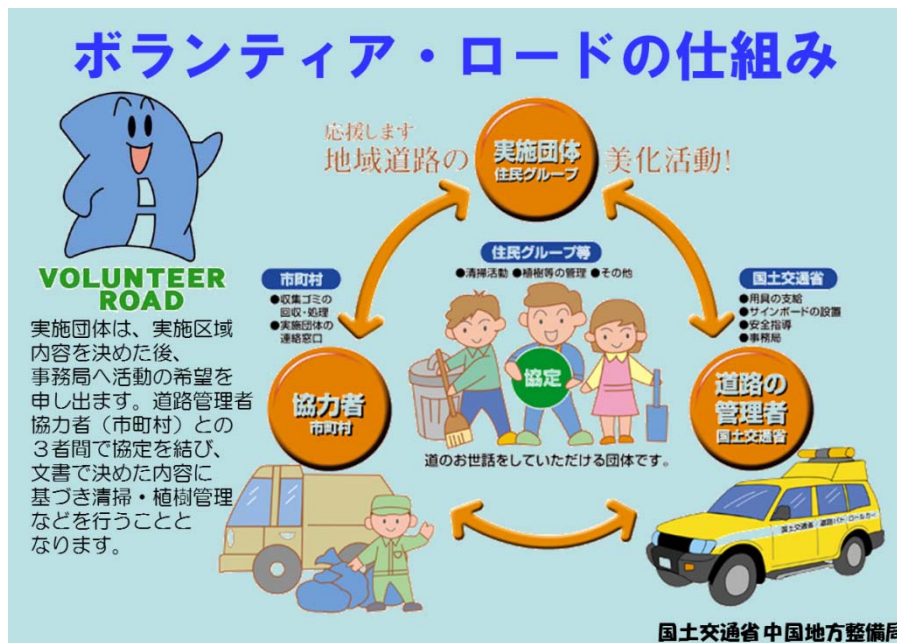 ボランティア・ロードの仕組み
応援します
地域道路の
美化活動!
実施団体
住民グループ
VOLUNTEER
ROAD
実施団体は、実施区域
内容を決めた後、
事務局へ活動の希望を
申し出ます。道路管理者
協力者（市町村）との
３者間で協定を結び、
文書で決めた内容に
基づき清掃・植樹管理
などを行うことと
なります。
市町村
●収集ゴミの
回収・処理
●実施団体の
連絡窓口
協力者
市町村
住民グループ等
●清掃活動 ●植樹等の管理 ●その他
協定
道のお世話をしていただける団体です。
国土交通省
●用具の支給
●サインボードの設置
●安全指導
●事務局
道路の
管理者
国土交通省
国土交通省
国土交通省 中国地方整備局